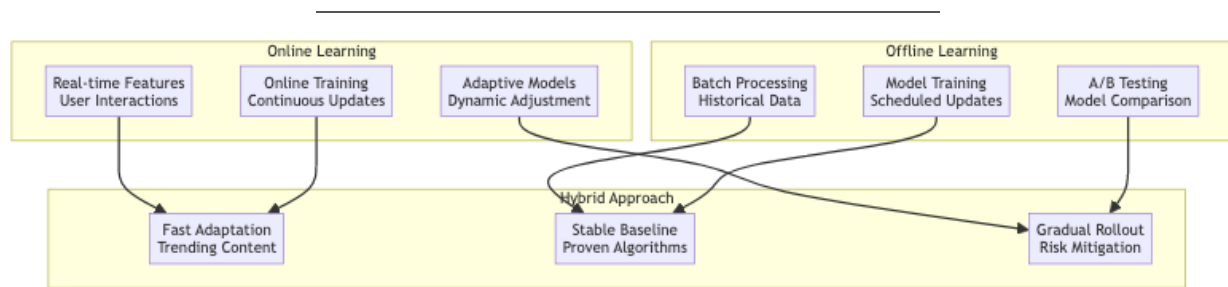 Online Learning
Real-time Features
User Interactions
Online Training
Continuous Updates
Adaptive Models
Dynamic Adjustment
Offline Learning
Batch Processing
Historical Data
Model Training
Scheduled Updates
A/B Testing
Model Comparison
Hybrid Approach
Fast Adaptation
Trending Content
Stable Baseline
Proven Algorithms
Gradual Rollout
Risk Mitigation